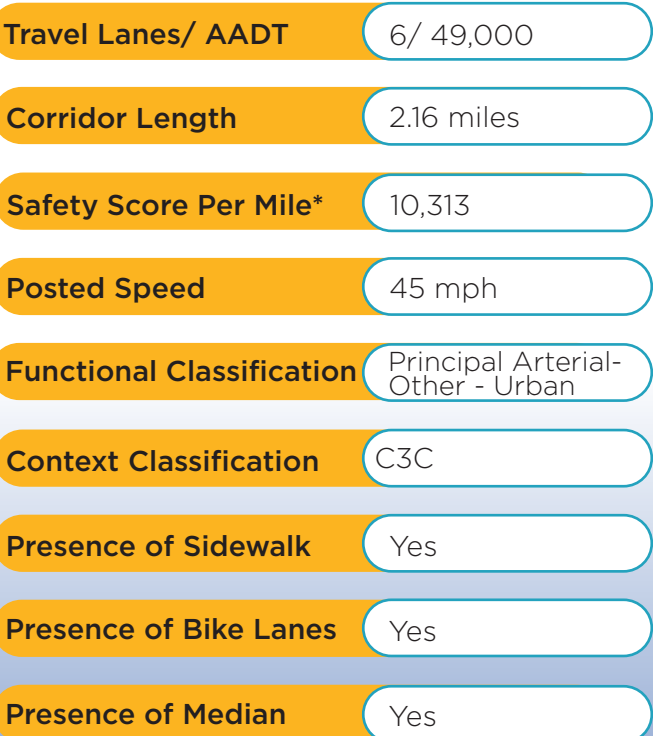 Travel Lanes/ AADT 6/ 49,000
Corridor Length 2.16 miles
Safety Score Per Mile* 10,313
Posted Speed 45 mph
Functional Classification Principal Arterial-
Other - Urban
Context Classification C3C
Presence of Sidewalk Yes
Presence of Bike Lanes Yes
Presence of Median Yes